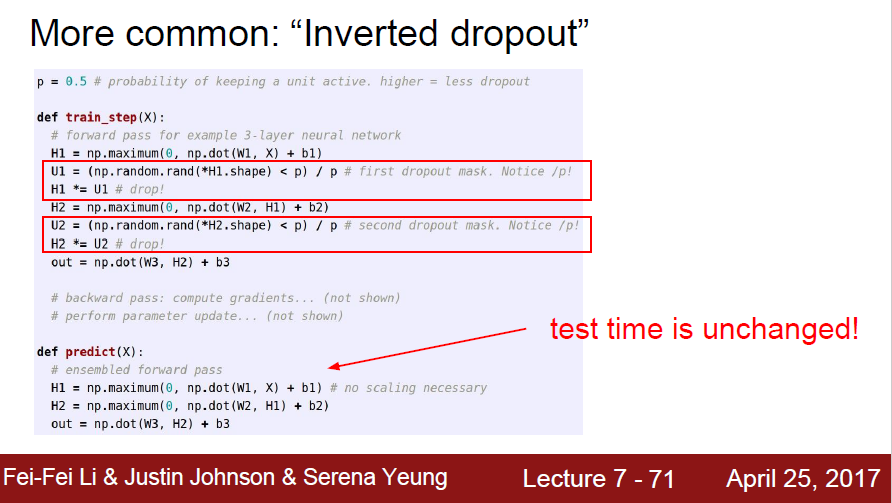 More common: “Inverted dropout”
p = 0.5 # probability of keeping a unit active. higher = less dropout
def train_step(X):
# forward pass for example 3-layer neural network
H1 = np.maximum(0, np.dot(W1, X) + b1)
U1 = (np.random.rand(*H1.shape) < p) / p # first dropout mask. Notice /p!
H1 *= U1 # drop!
H2 = np.maximum(0, np.dot(W2, H1) + b2)
U2 = (np.random.rand(*H2.shape) < p) / p # second dropout mask. Notice /p!
H2 *= U2 # drop!
out = np.dot(W3, H2) + b3
# backward pass: compute gradients... (not shown)
# perform parameter update... (not shown)
test time is unchanged!
def predict(X):
# ensembled forward pass
H1 = np.maximum(0, np.dot(W1, X) + b1) # no scaling necessary
H2 = np.maximum(0, np.dot(W2, H1) + b2)
out = np.dot(W3, H2) + b3
Fei-Fei Li & Justin Johnson & Serena Yeung Lecture 7 - 71 April 25, 2017